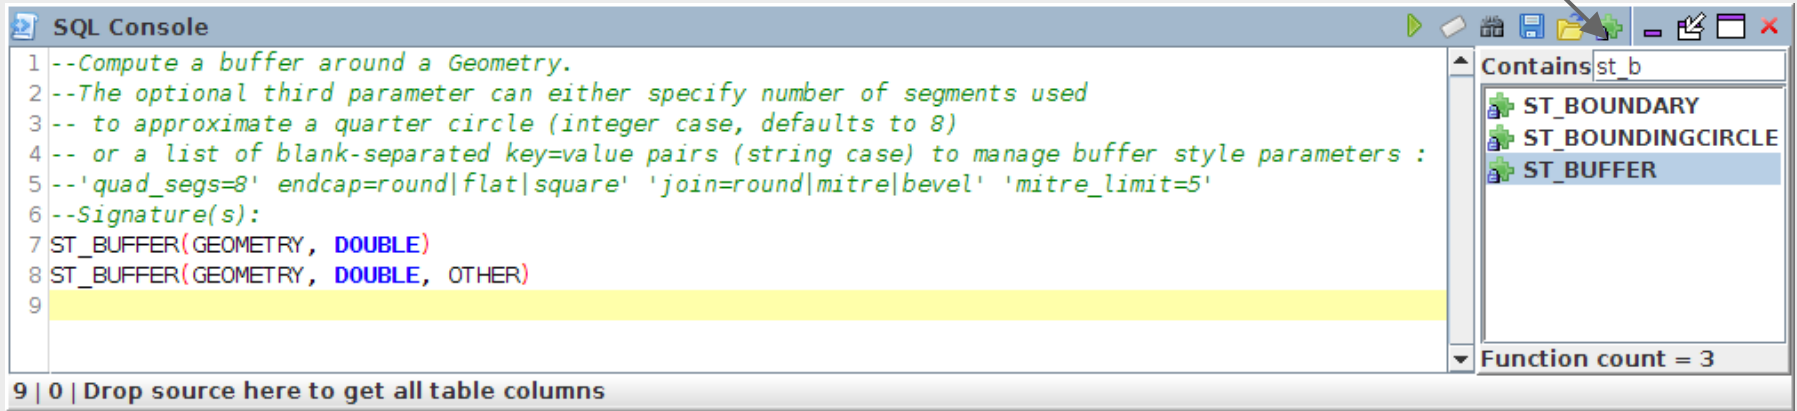 SQL Console
1 --Compute a buffer around a Geometry.
2 --The optional third parameter can either specify number of segments used
3 -- to approximate a quarter circle (integer case, defaults to 8)
4 -- or a list of blank-separated key=value pairs (string case) to manage buffer style parameters :
5 --'quad_segs=8' endcap=round|flat|square' 'join=round|mitre|bevel' 'mitre_limit=5'
6 --Signature(s):
7 ST_BUFFER(GEOMETRY, DOUBLE)
8 ST_BUFFER(GEOMETRY, DOUBLE, OTHER)
9
Contains st_b
ST_BOUNDARY
ST_BOUNDINGCIRCLE
ST_BUFFER
Function count = 3
9 | 0 | Drop source here to get all table columns